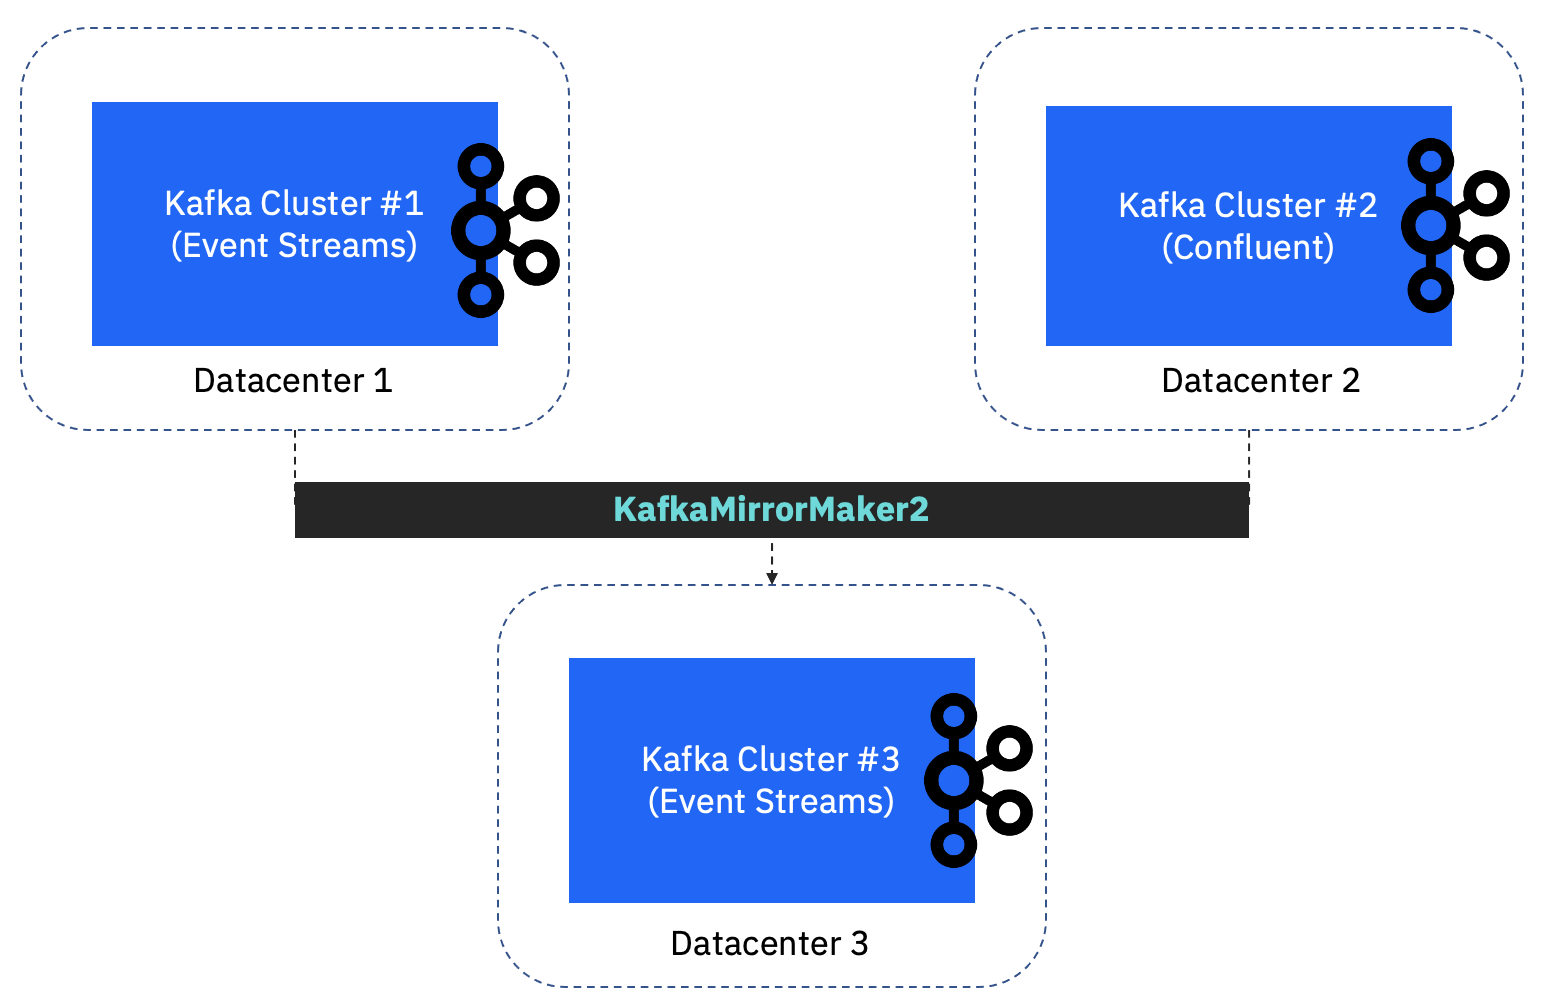 Kafka Cluster #1
(Event Streams)
Datacenter 1
Kafka Cluster #2
(Confluent)
Datacenter 2
KafkaMirrorMaker2
Kafka Cluster #3
(Event Streams)
Datacenter 3